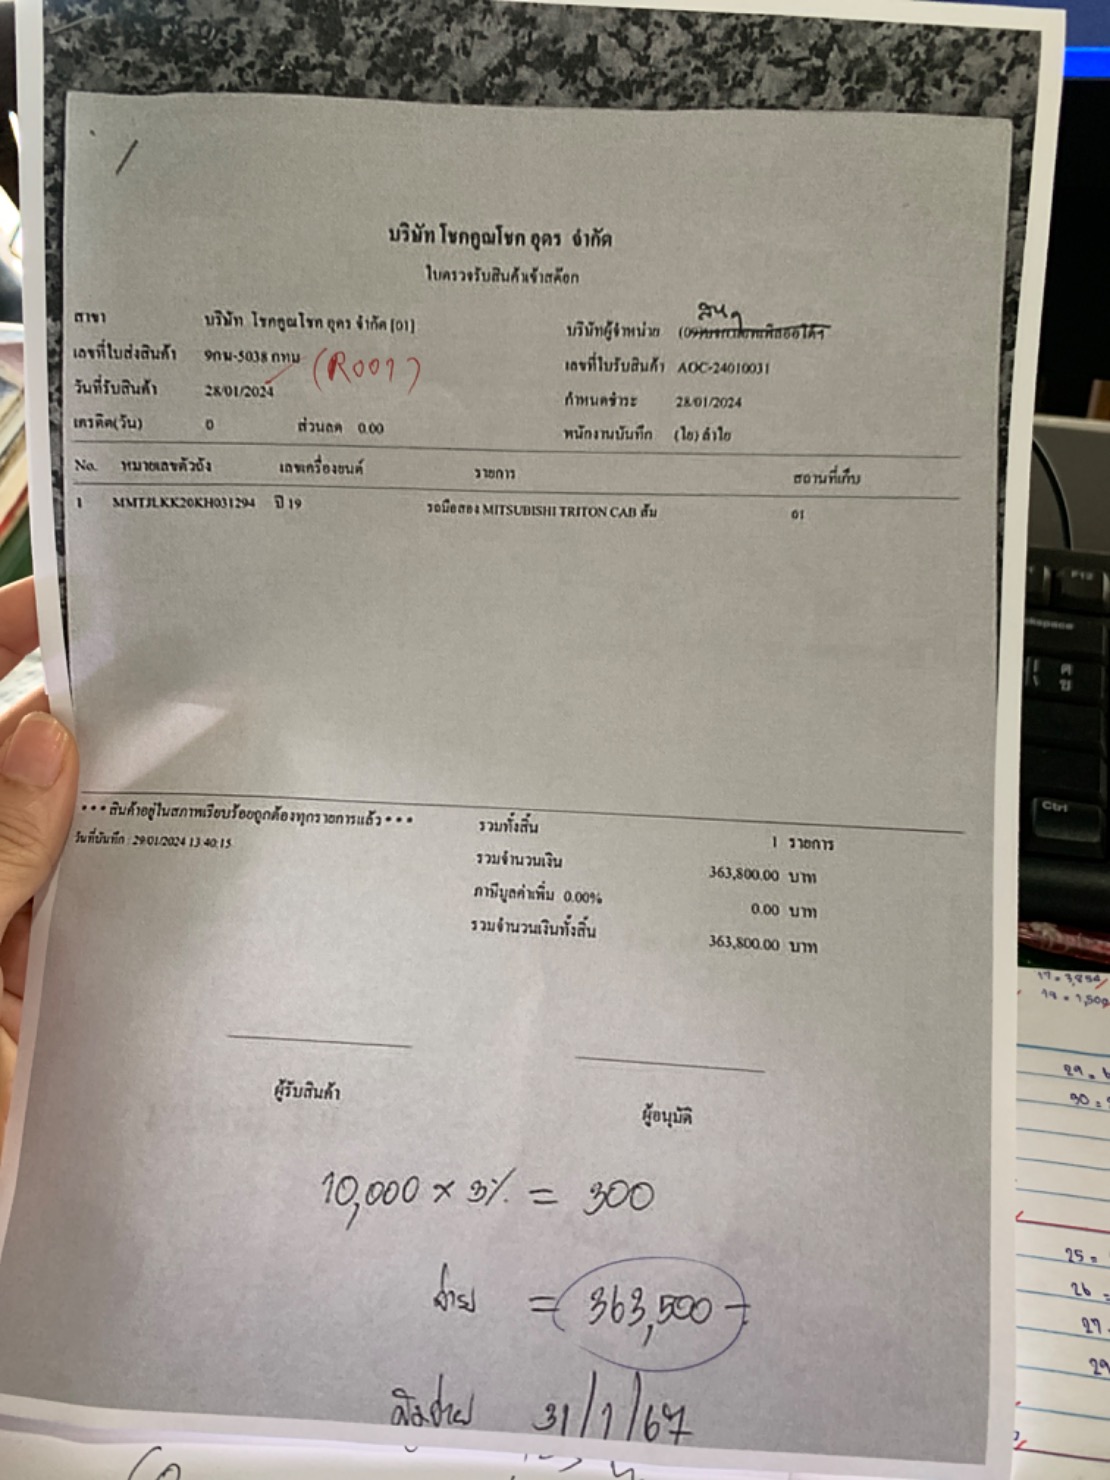 บริษัท โชคคูณโชค อุดร จำกัด
ใบตรวจรับสินค้าเข้าสต๊อก
สาขา บริษัท โชคคูณโชค อุดร จำกัด [01]
บริษัทผู้จำหน่าย (09)
เลขที่ใบส่งสินค้า 9กษ-5038 กทม (R001)
เลขที่ใบรับสินค้า AOC-24010031
วันที่รับสินค้า 28/01/2024
กำหนดชำระ 28/01/2024
เครดิต(วัน) 0 ส่วนลด 0.00
พนักงานบันทึก (ไอ) ลำไย
No. หมายเลขตัวถัง เลขเครื่องยนต์ รายการ สถานที่เก็บ
1 MMTJLKK20KH031294 ปี 19 รถมือสอง MITSUBISHI TRITON CAB ส้ม 01
*** สินค้าอยู่ในสภาพเรียบร้อยถูกต้องทุกรายการแล้ว ***
วันที่บันทึก : 29/01/2024 13:40:15
รวมทั้งสิ้น 1 รายการ
รวมจำนวนเงิน 363,800.00 บาท
ภาษีมูลค่าเพิ่ม 0.00% 0.00 บาท
รวมจำนวนเงินทั้งสิ้น 363,800.00 บาท
ผู้รับสินค้า
ผู้อนุมัติ
10,000 × 3% = 300
จ่าย = 363,500 -
31/1/67
17 = 3,854
29 =
30 =
25 =
26 =
27
29
F12
Ctrl